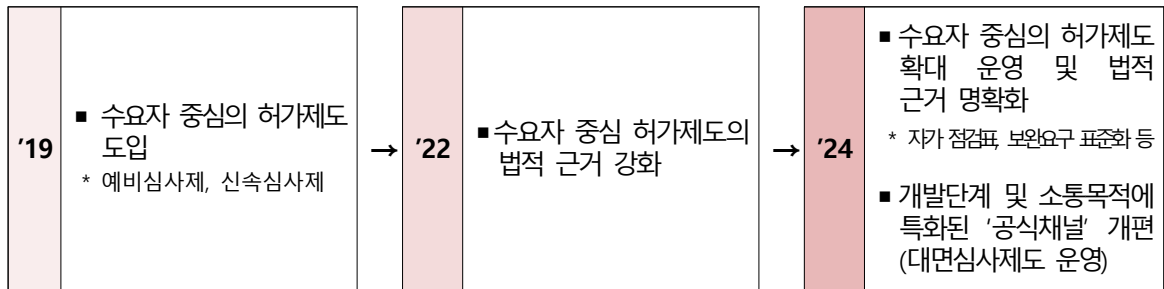 '19
■ 수요자 중심의 허가제도
도입
* 예비심사제, 신속심사제
→
'22
■수요자 중심 허가제도의
법적 근거 강화
→
'24
■ 수요자 중심의 허가제도
확대 운영 및 법적
근거 명확화
* 자가 점검표, 보완요구 표준화 등
■ 개발단계 및 소통목적에
특화된 '공식채널' 개편
(대면심사제도 운영)